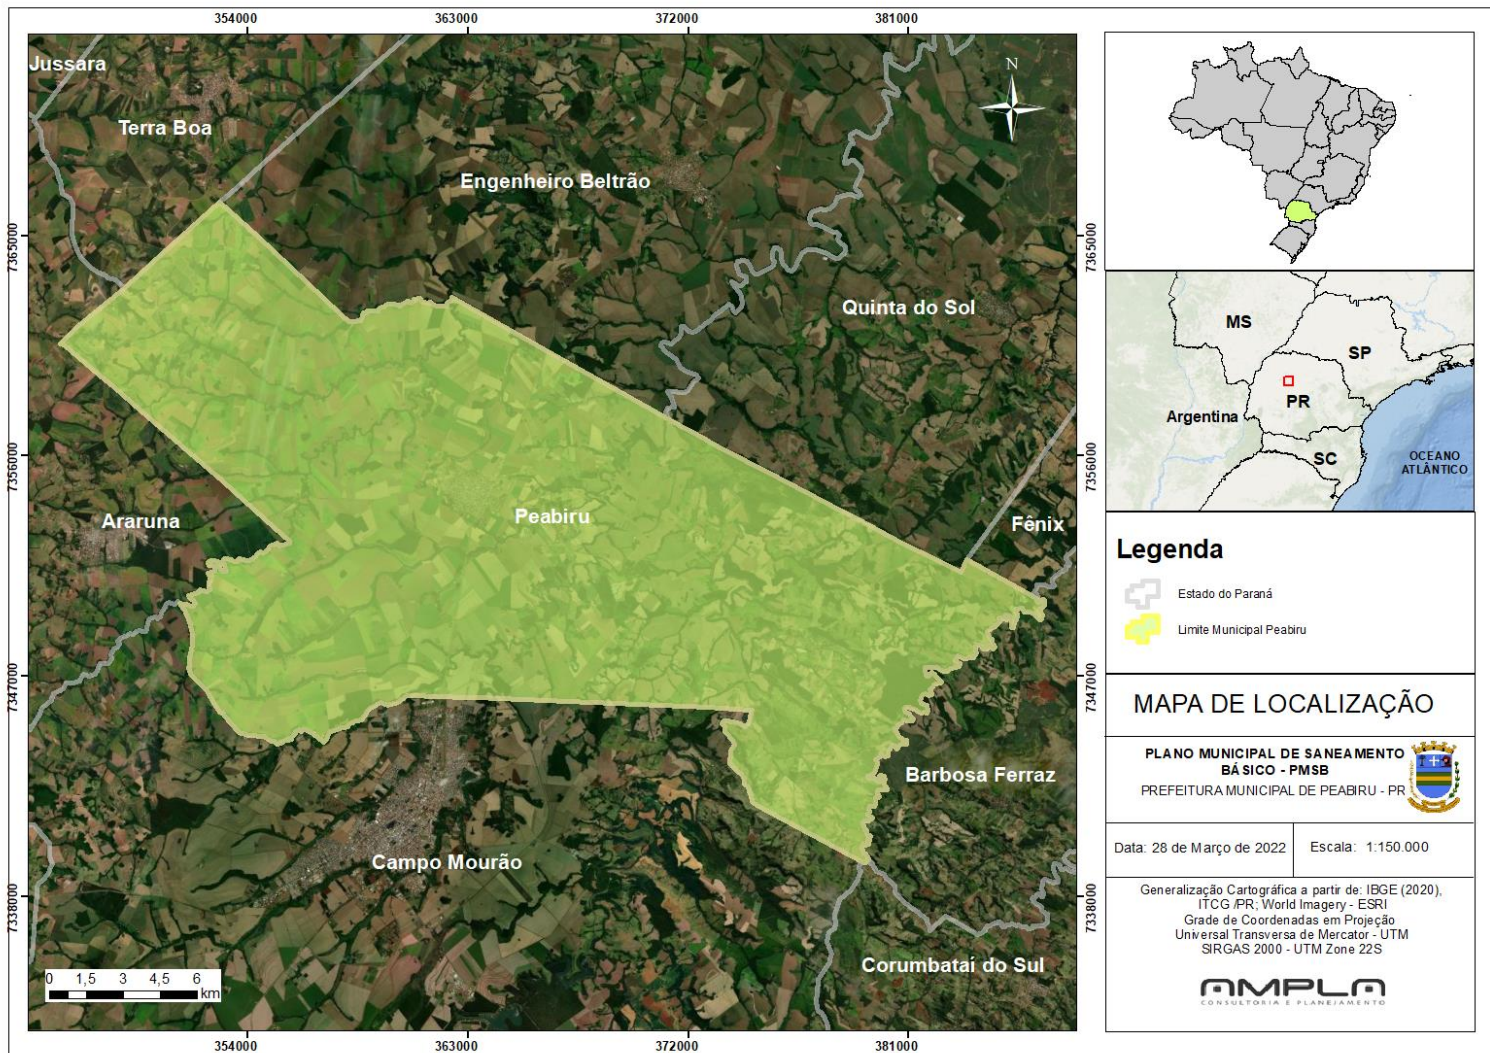 354000
363000
372000
381000
Jussara
Terra Boa
Engenheiro Beltrão
N
7365000
7365000
Quinta do Sol
7356000
7356000
Araruna
Peabiru
Fênix
7347000
7347000
Barbosa Ferraz
Campo Mourão
7338000
7338000
Corumbataí do Sul
0 1,5 3 4,5 6
km
354000
363000
372000
381000
MS
SP
PR
Argentina
SC
OCEANO
ATLÂNTICO
Legenda
Estado do Paraná
Limite Municipal Peabiru
MAPA DE LOCALIZAÇÃO
PLANO MUNICIPAL DE SANEAMENTO
BÁSICO - PMSB
PREFEITURA MUNICIPAL DE PEABIRU - PR
Data: 28 de Março de 2022
Escala: 1:150.000
Generalização Cartográfica a partir de: IBGE (2020),
ITCG /PR; World Imagery - ESRI
Grade de Coordenadas em Projeção
Universal Transversa de Mercator - UTM
SIRGAS 2000 - UTM Zone 22S
AMPLA
CONSULTORIA E PLANEJAMENTO